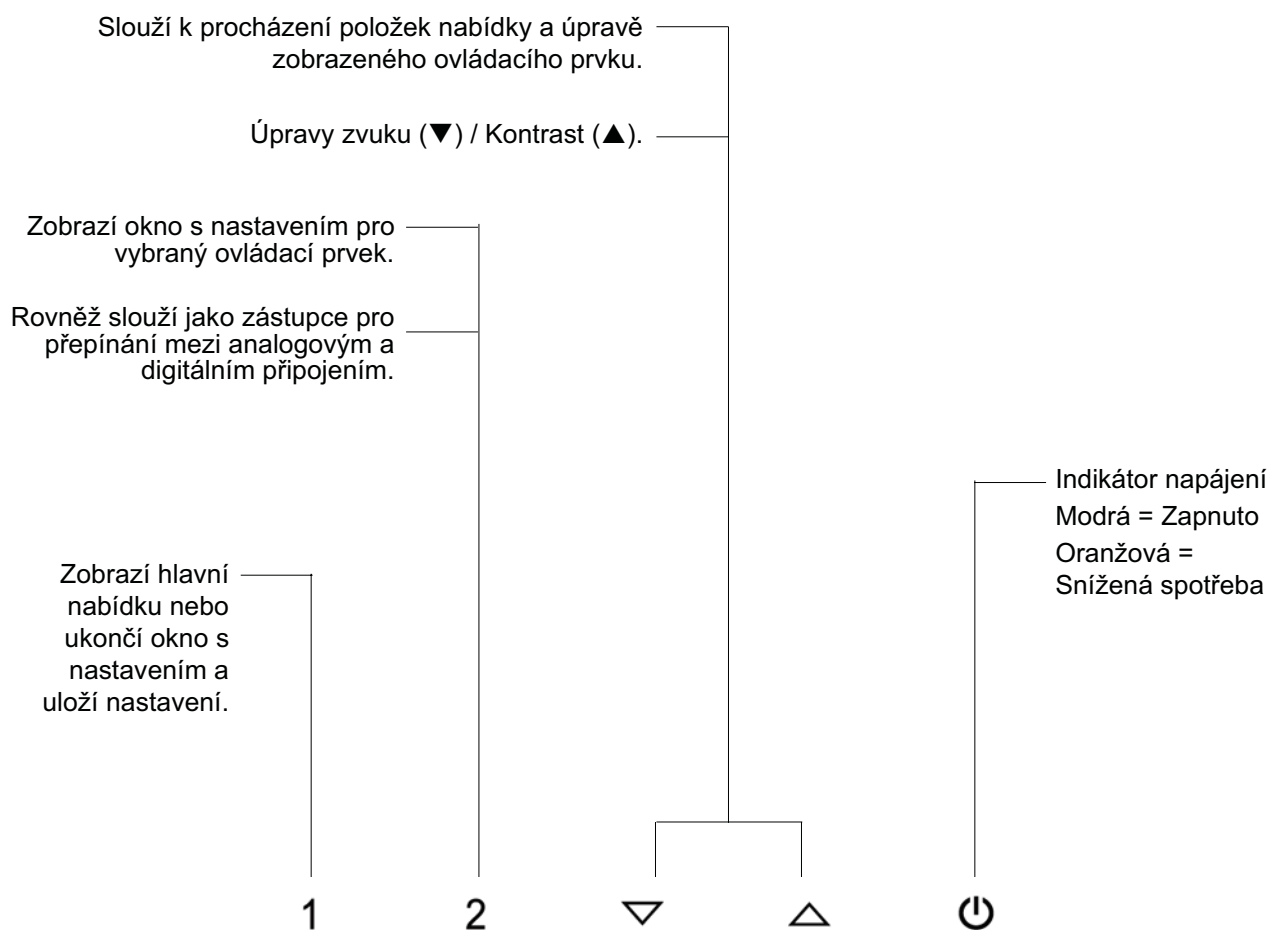 Slouží k procházení položek nabídky a úpravě
zobrazeného ovládacího prvku.
Úpravy zvuku (▼) / Kontrast (▲).
Zobrazí okno s nastavením pro
vybraný ovládací prvek.
Rovněž slouží jako zástupce pro
přepínání mezi analogovým a
digitálním připojením.
Indikátor napájení
Modrá = Zapnuto
Oranžová =
Snížená spotřeba
Zobrazí hlavní
nabídku nebo
ukončí okno s
nastavením a
uloží nastavení.
1 2 ▽ △ ⏻